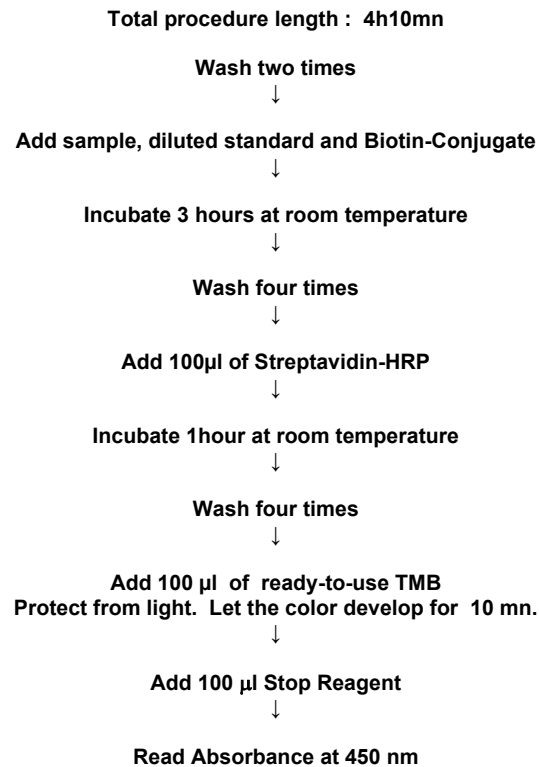 Total procedure length : 4h10mn
Wash two times
↓
Add sample, diluted standard and Biotin-Conjugate
↓
Incubate 3 hours at room temperature
↓
Wash four times
↓
Add 100µl of Streptavidin-HRP
↓
Incubate 1hour at room temperature
↓
Wash four times
↓
Add 100 µl of ready-to-use TMB
Protect from light. Let the color develop for 10 mn.
↓
Add 100 µl Stop Reagent
↓
Read Absorbance at 450 nm